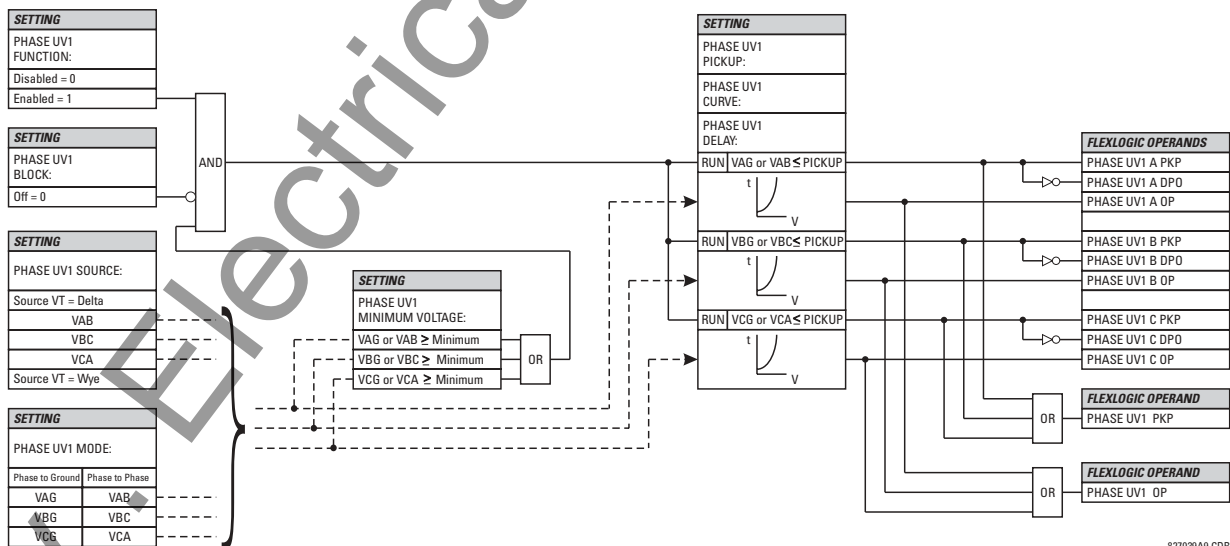 SETTING
PHASE UV1
FUNCTION:
Disabled = 0
Enabled = 1
SETTING
PHASE UV1
BLOCK:
Off = 0
AND
SETTING
PHASE UV1 SOURCE:
Source VT = Delta
VAB
VBC
VCA
Source VT = Wye
SETTING
PHASE UV1 MODE:
Phase to Ground Phase to Phase
VAG VAB
VBG VBC
VCG VCA
SETTING
PHASE UV1
MINIMUM VOLTAGE:
VAG or VAB ≥ Minimum
VBG or VBC ≥ Minimum
VCG or VCA ≥ Minimum
OR
SETTING
PHASE UV1
PICKUP:
PHASE UV1
CURVE:
PHASE UV1
DELAY:
RUN VAG or VAB ≤ PICKUP
t
V
RUN VBG or VBC ≤ PICKUP
t
V
RUN VCG or VCA ≤ PICKUP
t
V
FLEXLOGIC OPERANDS
PHASE UV1 A PKP
PHASE UV1 A DPO
PHASE UV1 A OP
PHASE UV1 B PKP
PHASE UV1 B DPO
PHASE UV1 B OP
PHASE UV1 C PKP
PHASE UV1 C DPO
PHASE UV1 C OP
OR
FLEXLOGIC OPERAND
PHASE UV1 PKP
OR
FLEXLOGIC OPERAND
PHASE UV1 OP
Electrica